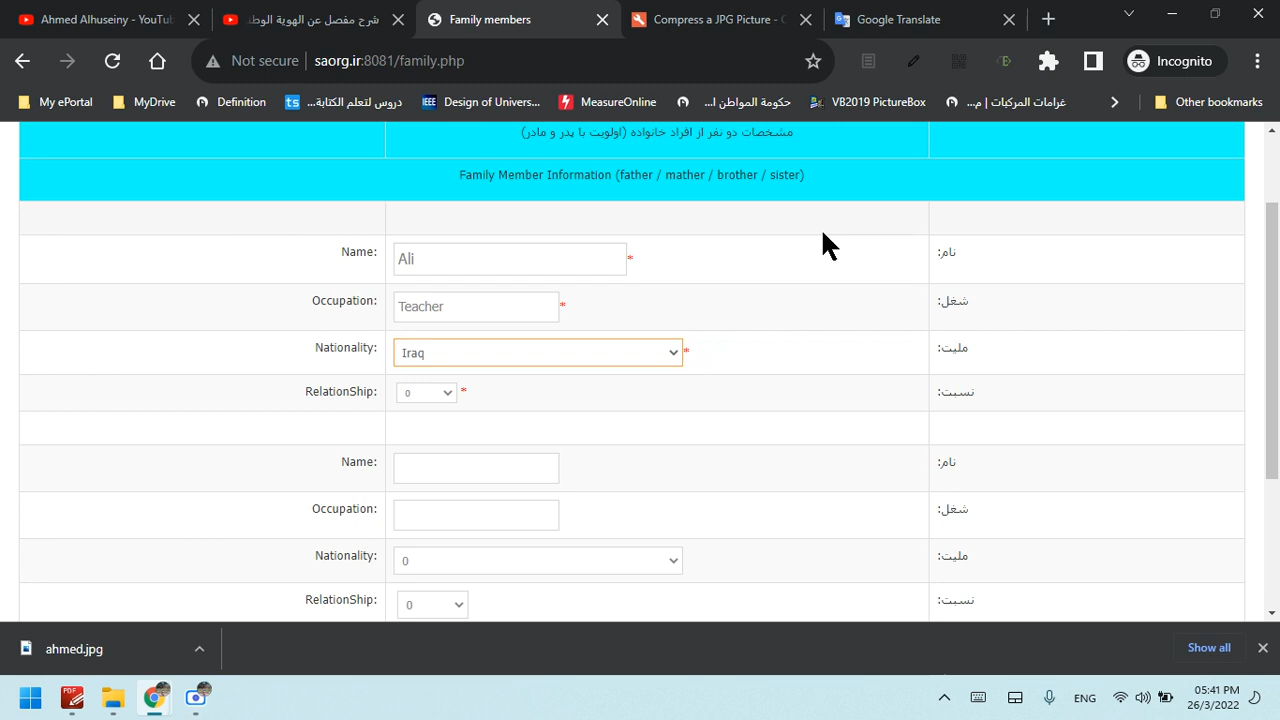 Ahmed Alhuseiny - YouTu
شرح مفصل عن الهوية الوطن
Family members
Compress a JPG Picture - C
Google Translate
Not secure
saorg.ir:8081/family.php
Incognito
My ePortal
MyDrive
Definition
دروس لتعلم الكتابة...
Design of Univers...
MeasureOnline
حكومة المواطن ا...
VB2019 PictureBox
غرامات المركبات | م...
Other bookmarks
مشخصات دو نفر از افراد خانواده (اولویت با پدر و مادر)
Family Member Information (father / mather / brother / sister)
Name:
Ali
*
نام:
Occupation:
Teacher
*
شغل:
Nationality:
Iraq
*
ملیت:
RelationShip:
0
*
نسبت:
Name:
نام:
Occupation:
شغل:
Nationality:
0
ملیت:
RelationShip:
0
نسبت:
ahmed.jpg
Show all
PDF
ENG
05:41 PM
26/3/2022